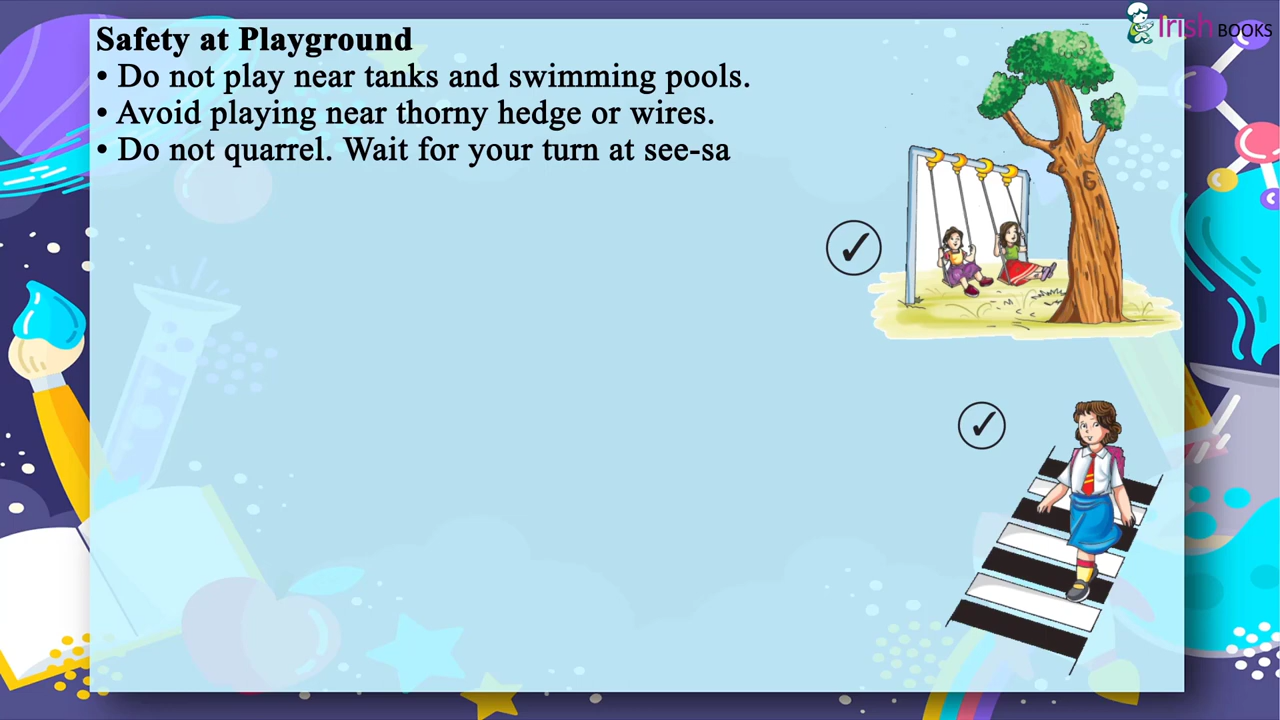 Safety at Playground
• Do not play near tanks and swimming pools.
• Avoid playing near thorny hedge or wires.
• Do not quarrel. Wait for your turn at see-sa
Irish BOOKS